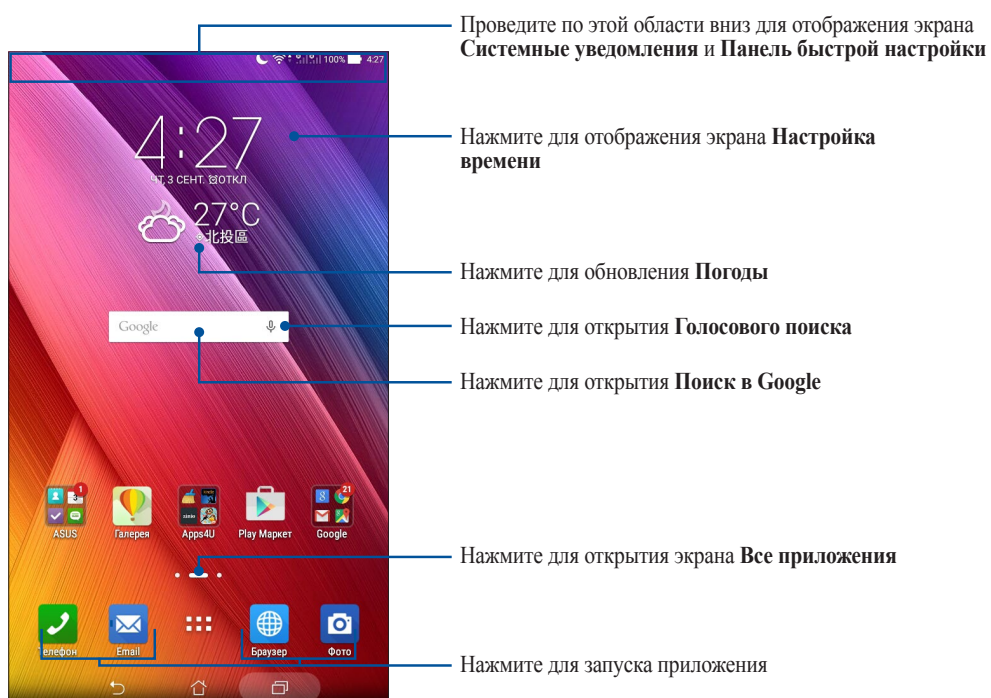 Проведите по этой области вниз для отображения экрана
Системные уведомления и Панель быстрой настройки
100% 4:27
4:27
Нажмите для отображения экрана Настройка
времени
ЧТ, 3 СЕНТ. ОТКЛ
27°C
北投區
Нажмите для обновления Погоды
Google
Нажмите для открытия Голосового поиска
Нажмите для открытия Поиск в Google
1
3
zinio
8
21
ASUS
Галерея
Apps4U
Play Маркет
Google
Нажмите для открытия экрана Все приложения
Телефон
Email
Браузер
Фото
Нажмите для запуска приложения